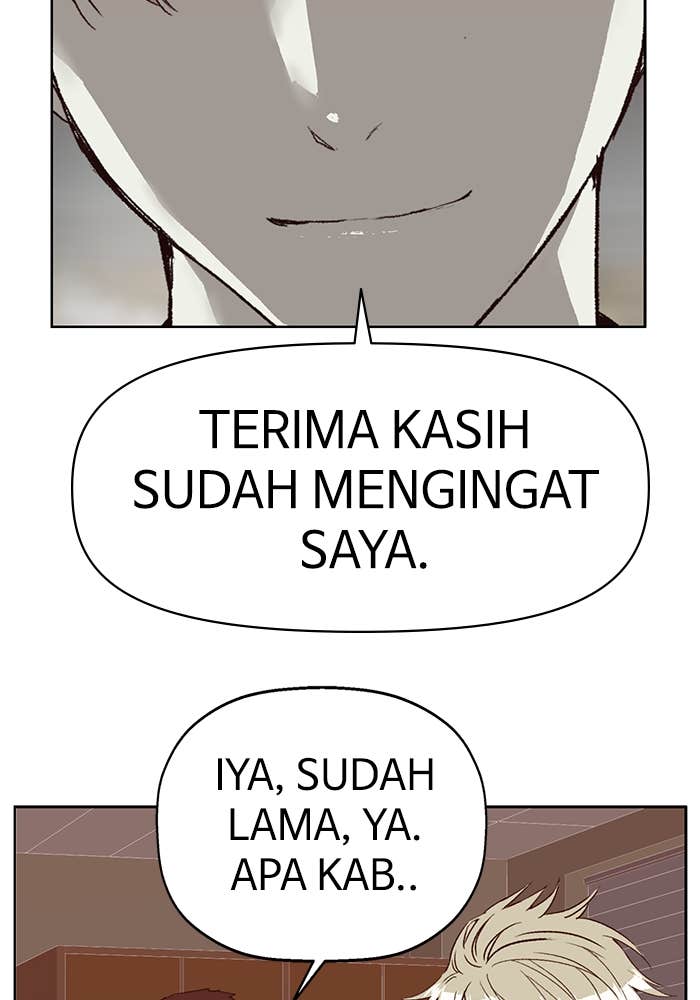 TERIMA KASIH
SUDAH MENGINGAT
SAYA.
IYA, SUDAH
LAMA, YA.
APA KAB..